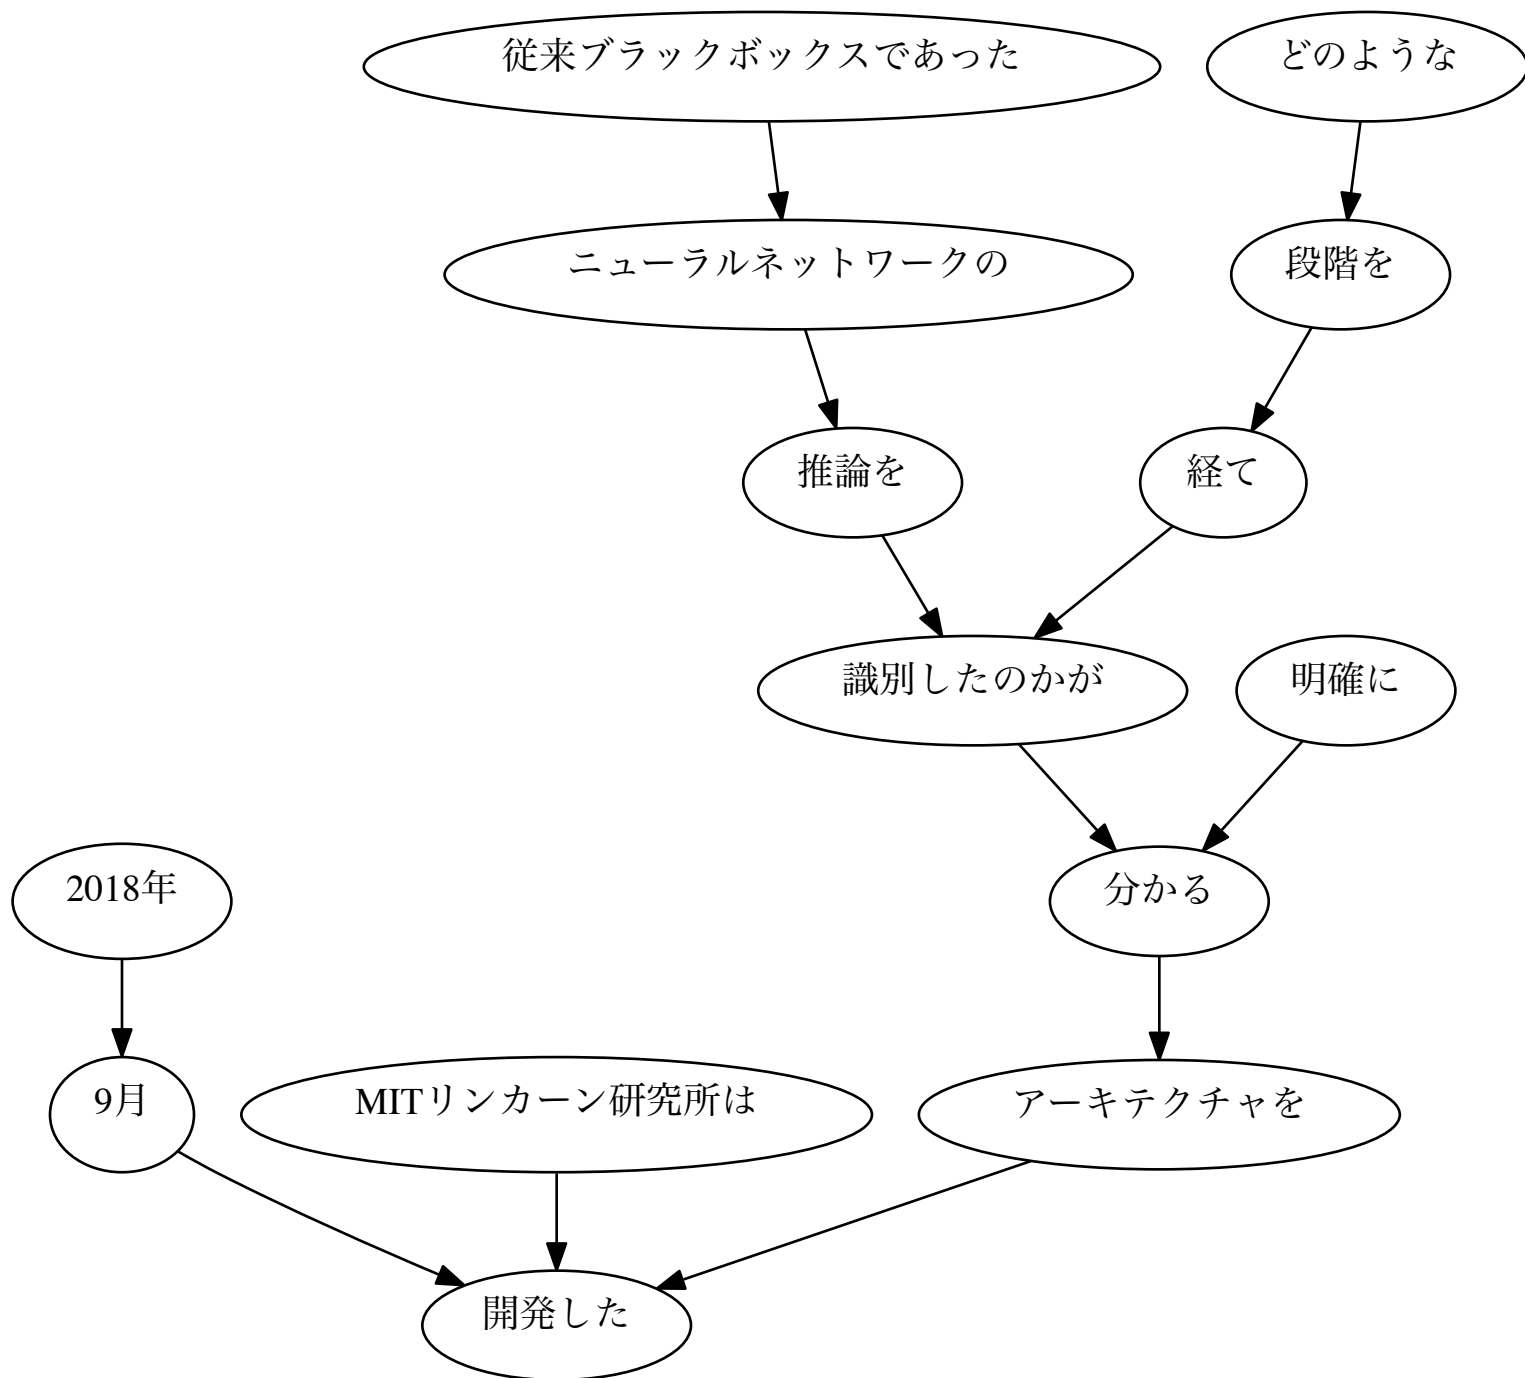 従来ブラックボックスであった
どのような
ニューラルネットワークの
段階を
推論を
経て
識別したのかが
明確に
2018年
分かる
9月
MITリンカーン研究所は
アーキテクチャを
開発した